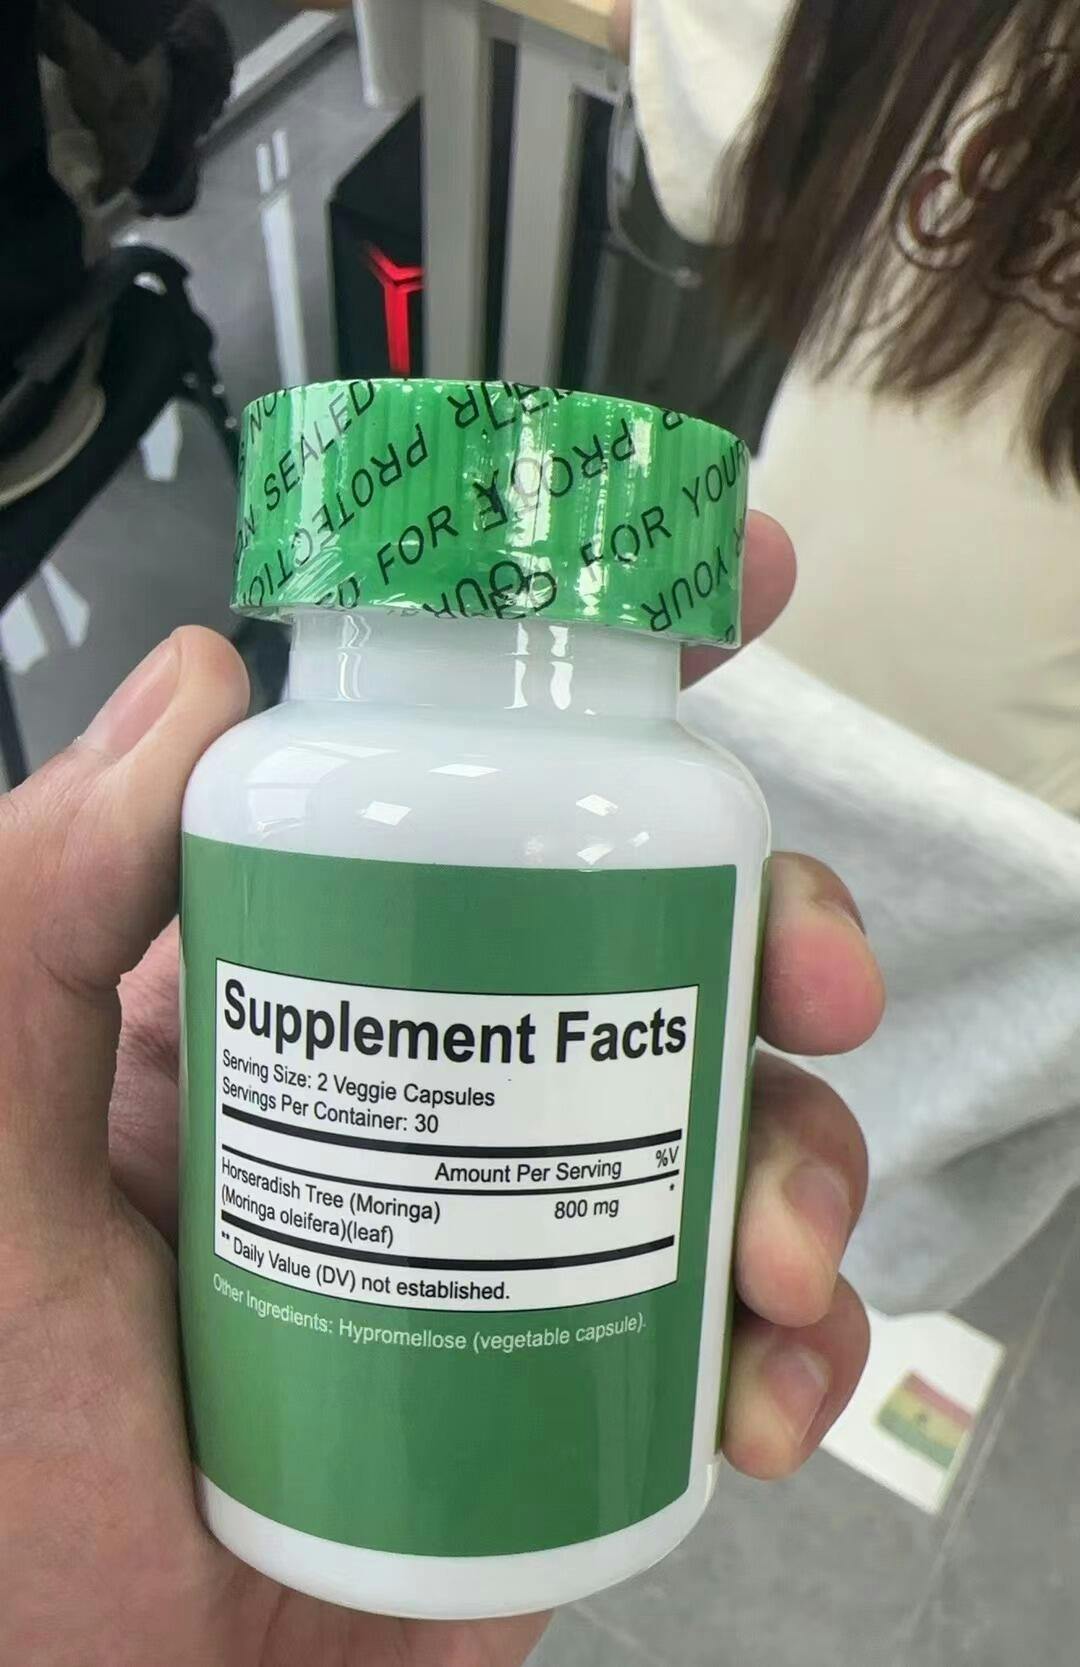 SEALED
PROTECTION
FOR
FOR YOUR
YOUR
Supplement Facts
Serving Size: 2 Veggie Capsules
Servings Per Container: 30
Amount Per Serving %V
Horseradish Tree (Moringa) 800 mg *
(Moringa oleifera)(leaf)
** Daily Value (DV) not established.
Other Ingredients: Hypromellose (vegetable capsule).